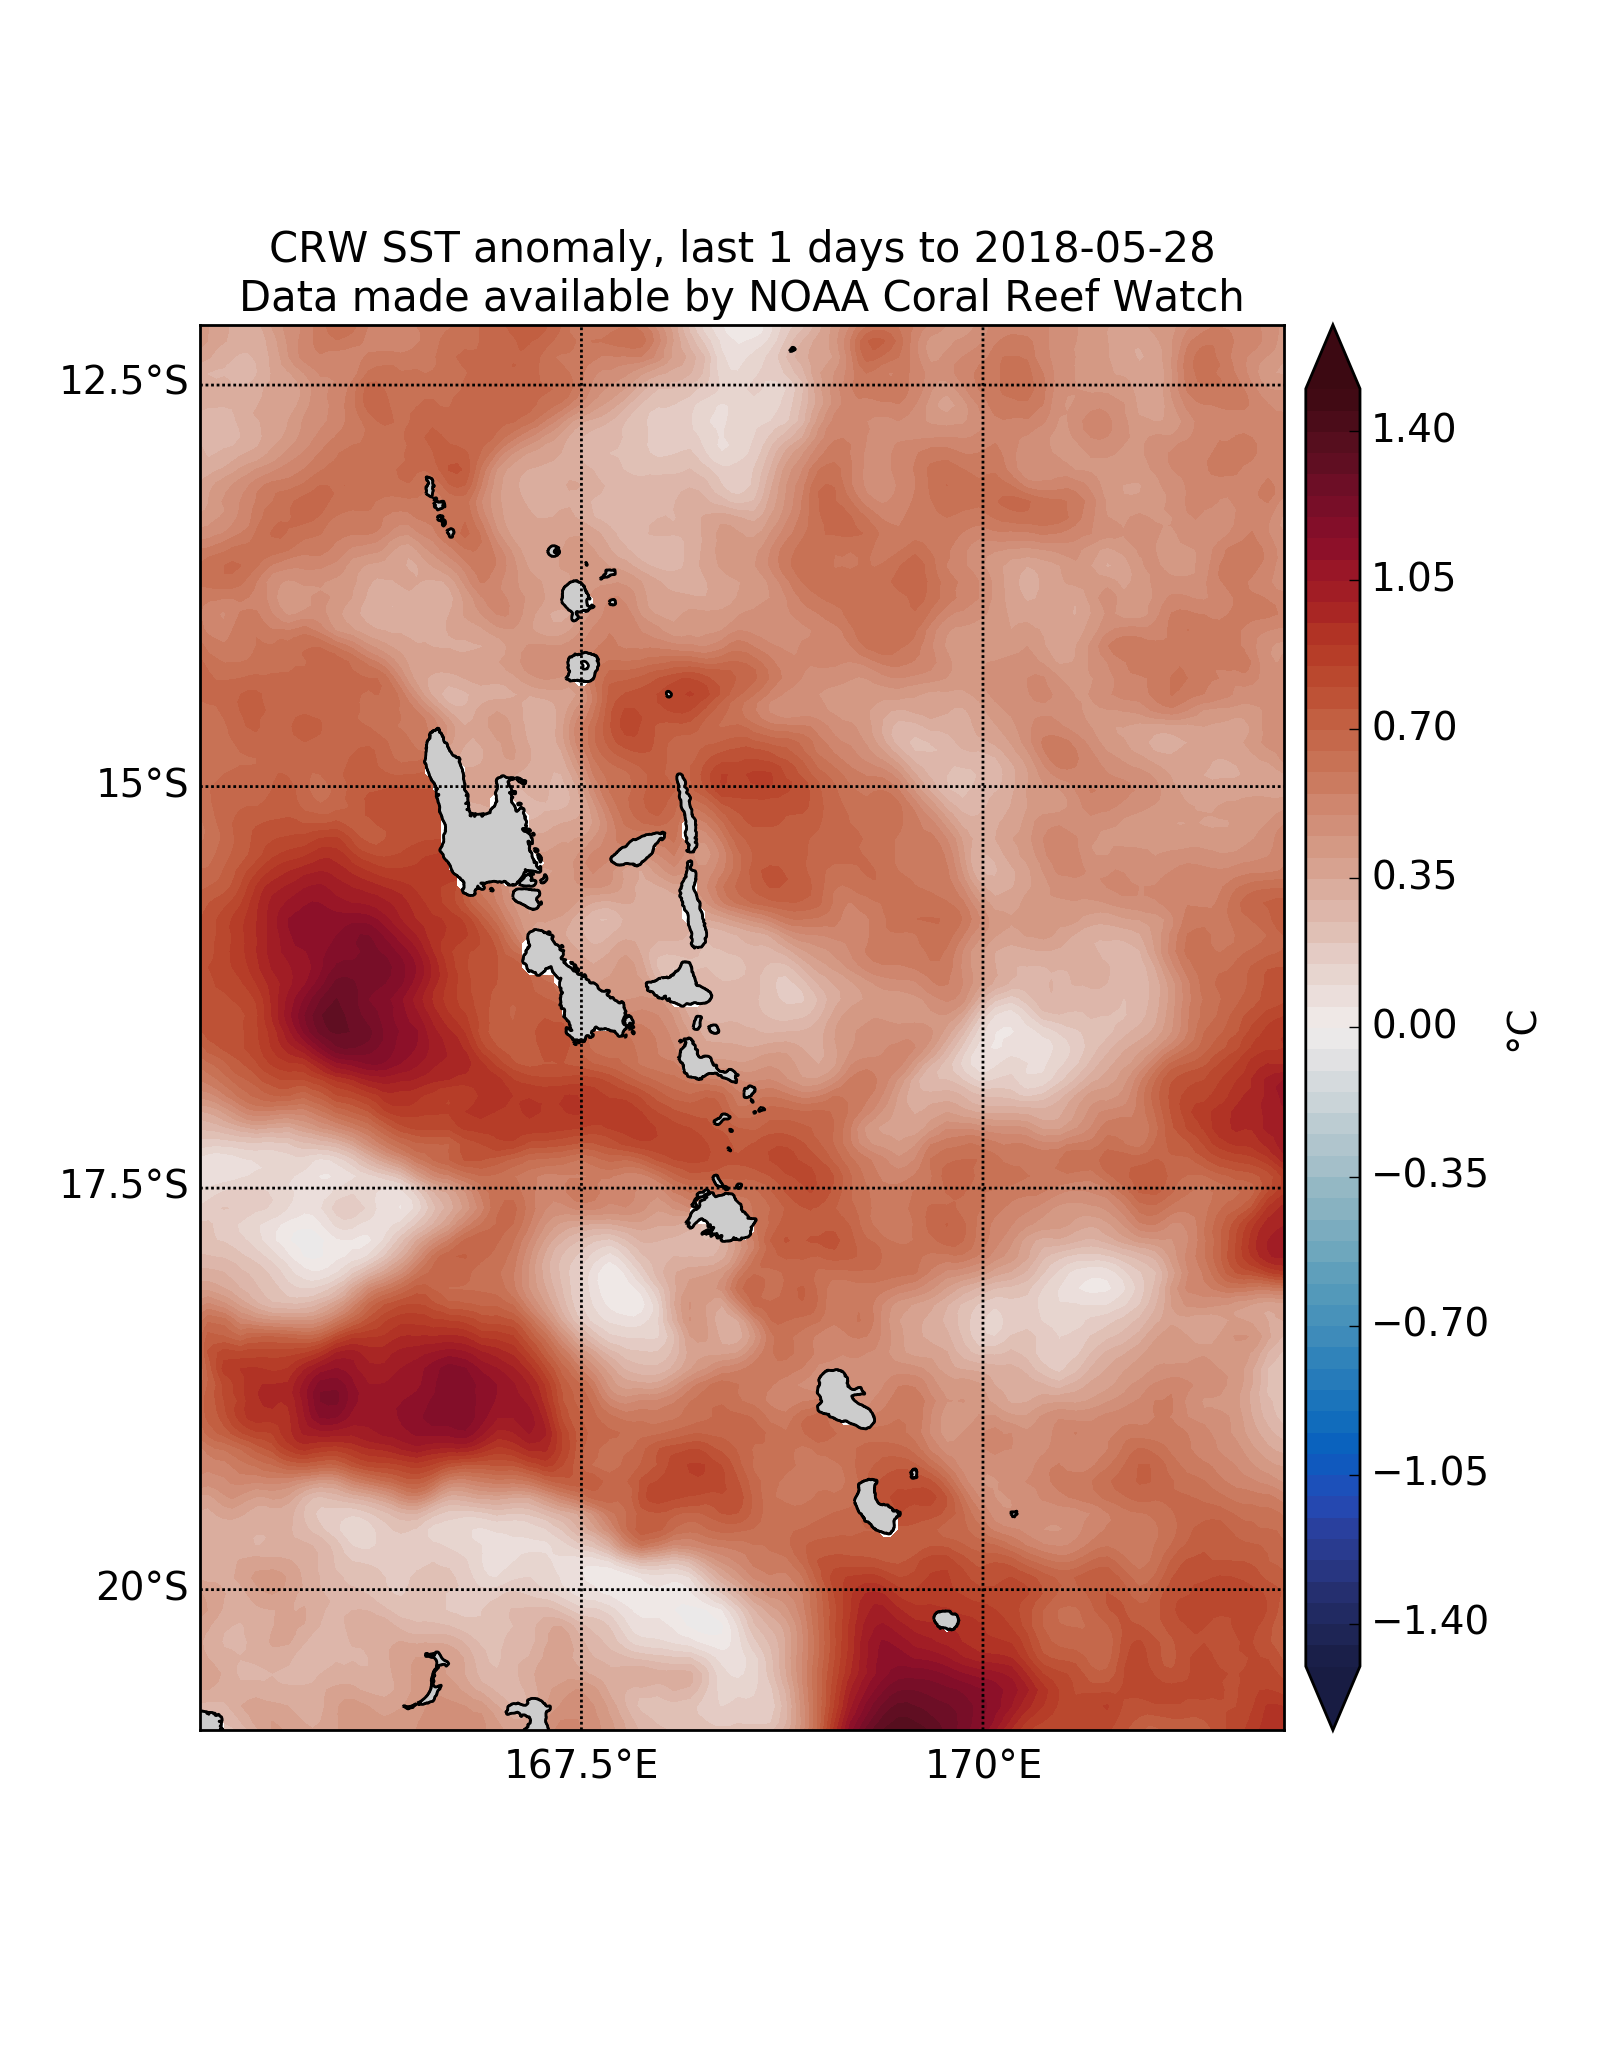 CRW SST anomaly, last 1 days to 2018-05-28
Data made available by NOAA Coral Reef Watch
12.5°S
15°S
17.5°S
20°S
167.5°E
170°E
1.40
1.05
0.70
0.35
0.00
−0.35
−0.70
−1.05
−1.40
°C